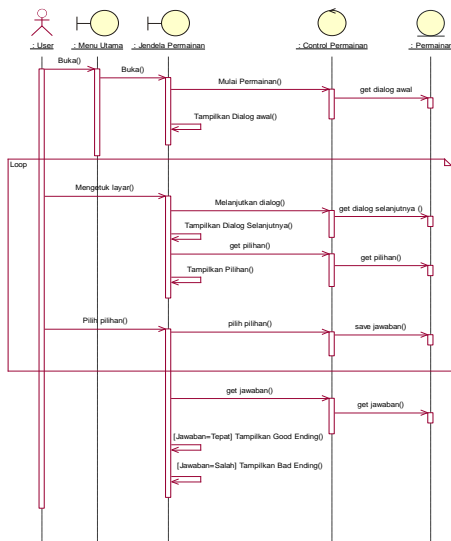 : User
: Menu Utama
: Jendela Permainan
: Control Permainan
: Permainan
Buka()
Buka()
Mulai Permainan()
get dialog awal
Tampilkan Dialog awal()
Loop
Mengetuk layar()
Melanjutkan dialog()
get dialog selanjutnya ()
Tampilkan Dialog Selanjutnya()
get pilihan()
get pilihan()
Tampilkan Pilihan()
Pilih pilihan()
pilih pilihan()
save jawaban()
get jawaban()
get jawaban()
[Jawaban=Tepat] Tampilkan Good Ending()
[Jawaban=Salah] Tampilkan Bad Ending()